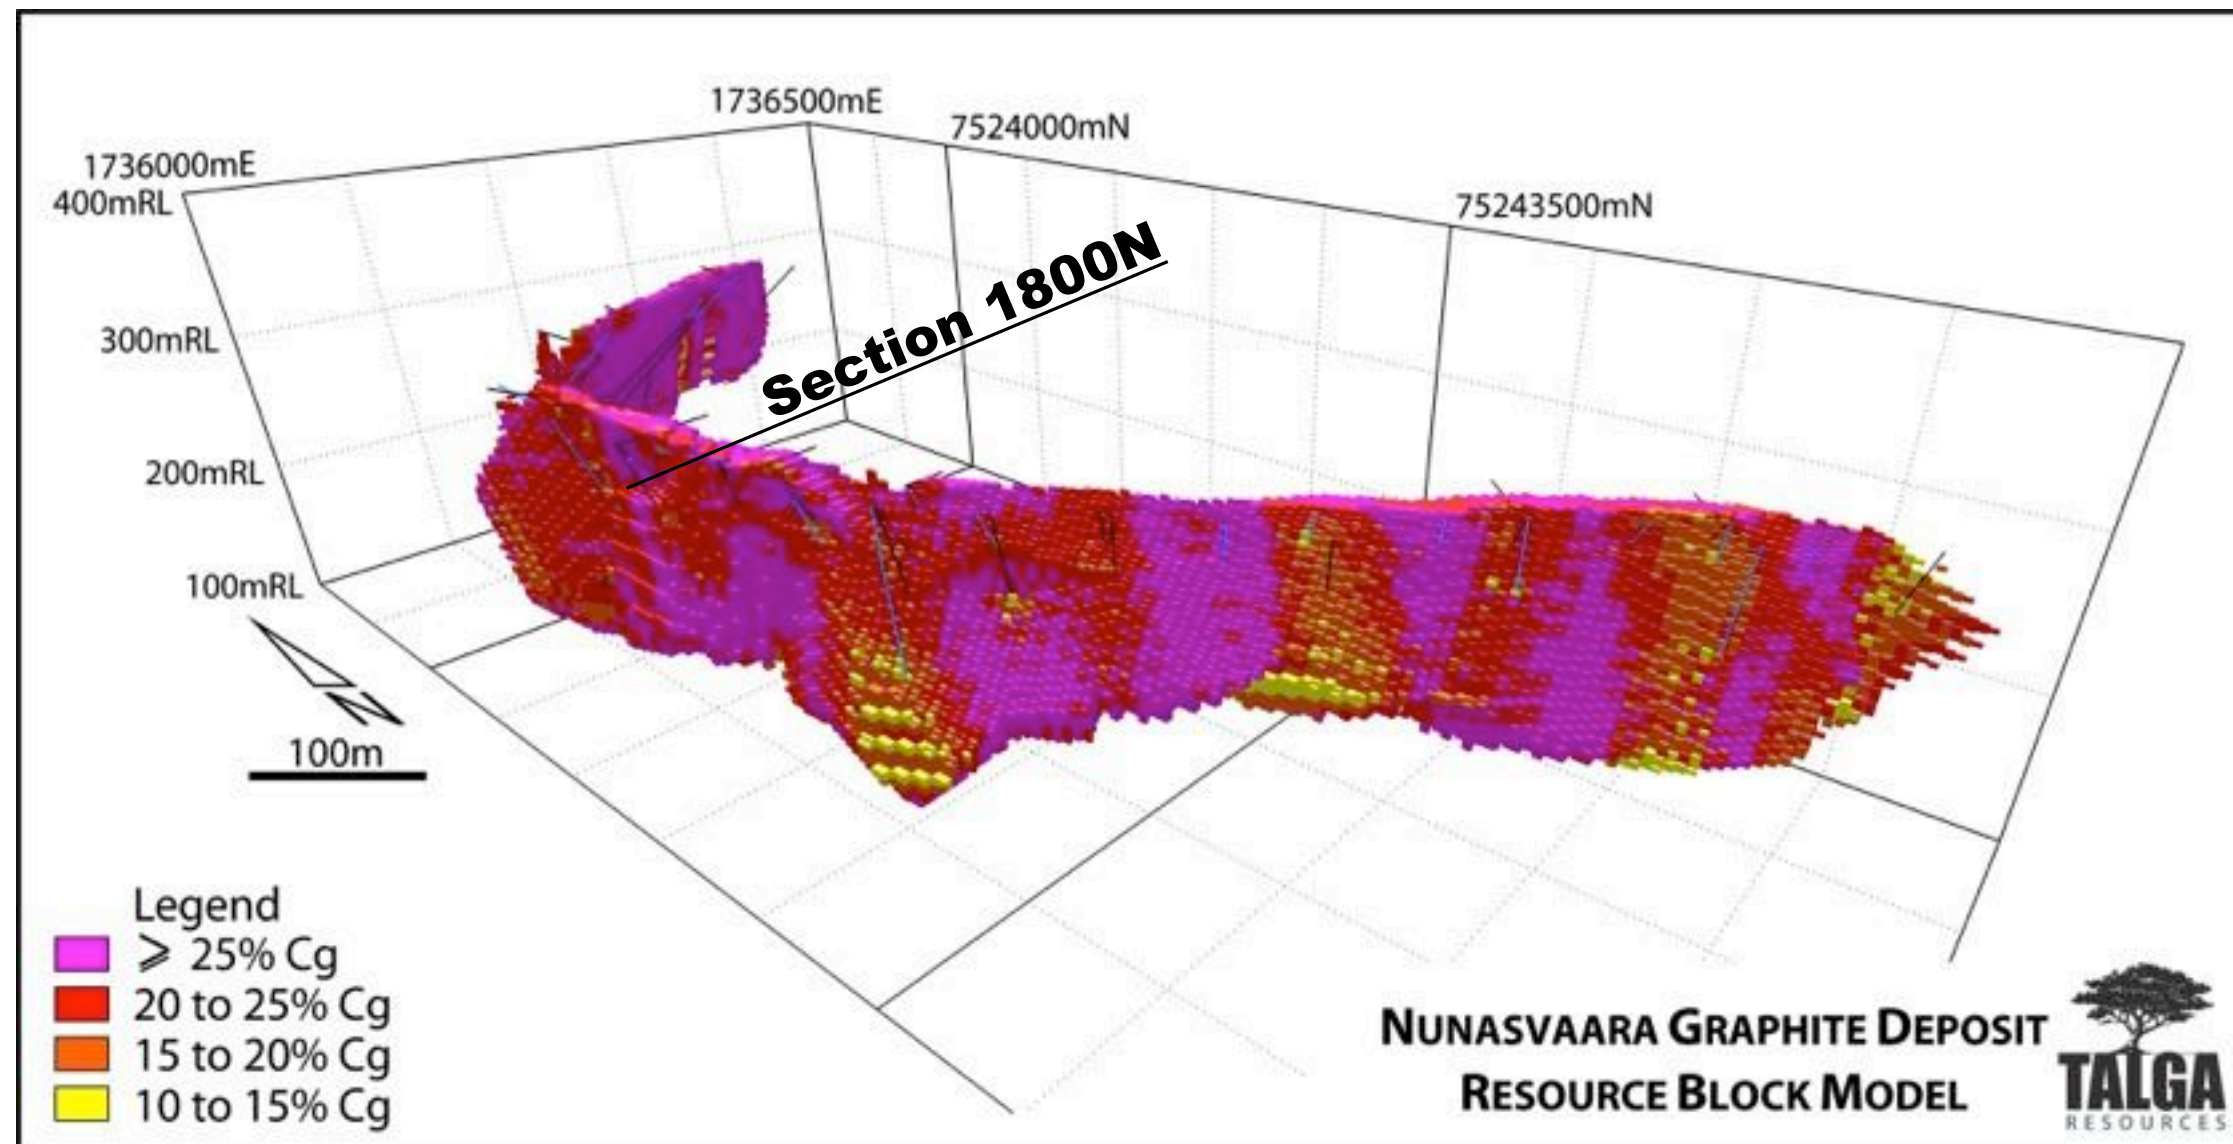 1736500mE
7524000mN
1736000mE
400mRL
75243500mN
Section 1800N
300mRL
200mRL
100mRL
N
100m
Legend
⩾ 25% Cg
20 to 25% Cg
15 to 20% Cg
10 to 15% Cg
NUNASVAARA GRAPHITE DEPOSIT
RESOURCE BLOCK MODEL
TALGA
RESOURCES